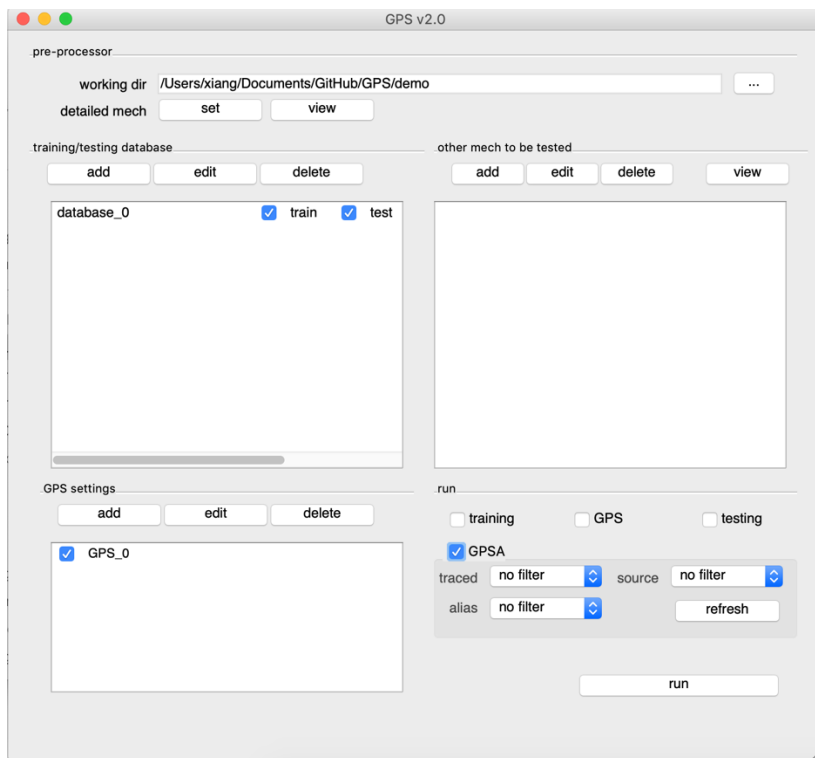 GPS v2.0
pre-processor
working dir /Users/xiang/Documents/GitHub/GPS/demo ...
detailed mech set view
training/testing database
add edit delete
database_0 train test
other mech to be tested
add edit delete view
GPS settings
add edit delete
GPS_0
run
training GPS testing
GPSA
traced no filter source no filter
alias no filter refresh
run